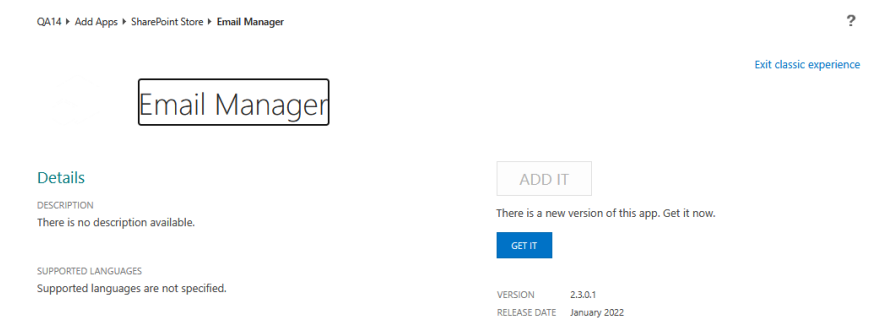 QA14 ▸ Add Apps ▸ SharePoint Store ▸ Email Manager
?
Exit classic experience
Email Manager
Details
DESCRIPTION
There is no description available.
SUPPORTED LANGUAGES
Supported languages are not specified.
ADD IT
There is a new version of this app. Get it now.
GET IT
VERSION 2.3.0.1
RELEASE DATE January 2022